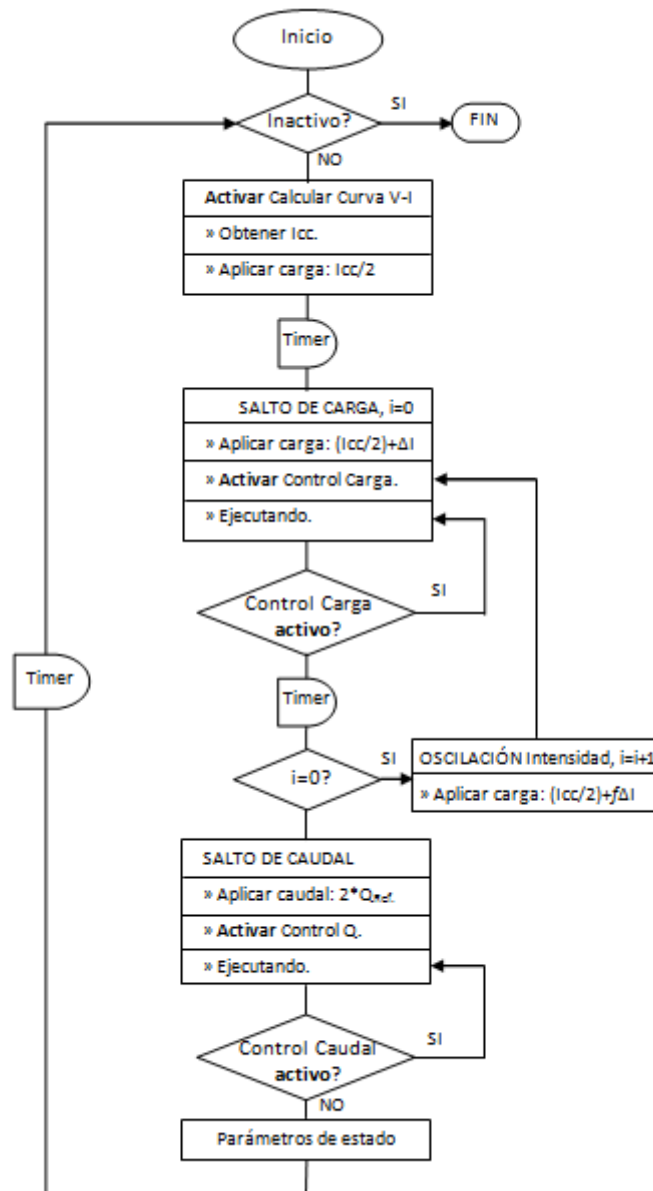 Inicio
Inactivo?
SI
FIN
NO
Activar Calcular Curva V-I
» Obtener Icc.
» Aplicar carga: Icc/2
Timer
SALTO DE CARGA, i=0
» Aplicar carga: (Icc/2)+ΔI
» Activar Control Carga.
» Ejecutando.
Control Carga
activo?
SI
Timer
Timer
i=0?
SI
OSCILACIÓN Intensidad, i=i+1
» Aplicar carga: (Icc/2)+fΔI
SALTO DE CAUDAL
» Aplicar caudal: 2*QRef.
» Activar Control Q.
» Ejecutando.
Control Caudal
activo?
SI
NO
Parámetros de estado